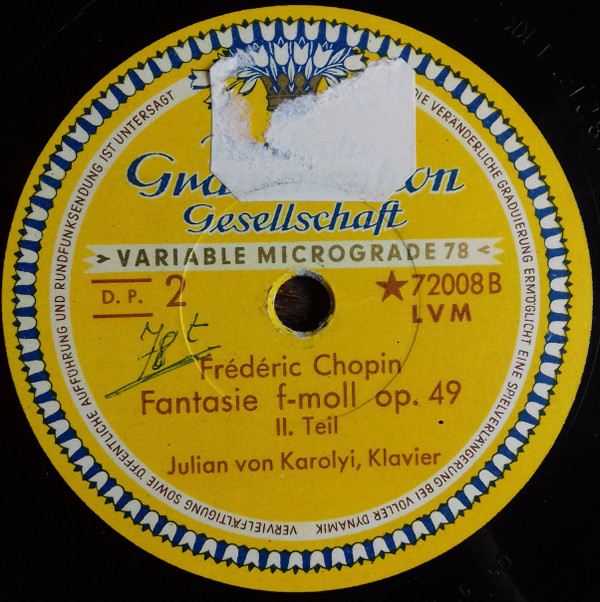 Gesellschaft
VARIABLE MICROGRADE 78
D. P. 2 ★72008 B
LVM
78 t
Frédéric Chopin
Fantasie f-moll op. 49
II. Teil
Julian von Karolyi, Klavier
VERVIELFÄLTIGUNG SOWIE ÖFFENTLICHE AUFFÜHRUNG UND RUNDFUNKSENDUNG IST UNTERSAGT
DIE VERÄNDERLICHE GRADUIERUNG ERMÖGLICHT EINE SPIELVERLÄNGERUNG BEI VOLLER DYNAMIK